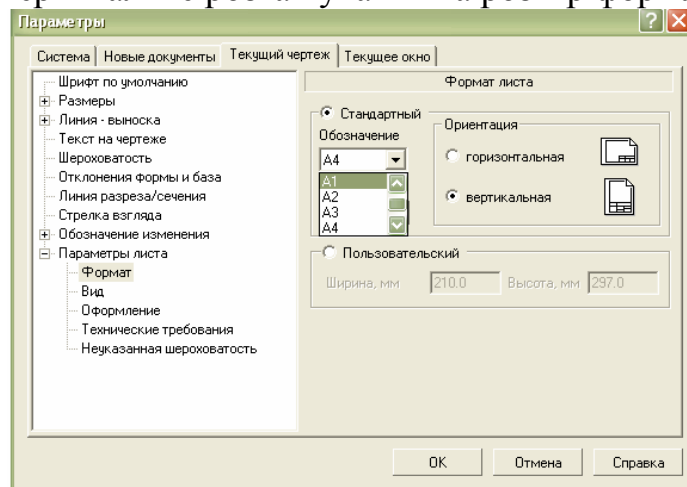 Параметры
Система
Новые документы
Текущий чертеж
Текущее окно
Шрифт по умолчанию
Размеры
Линия - выноска
Текст на чертеже
Шероховатость
Отклонения формы и база
Линия разреза/сечения
Стрелка взгляда
Обозначение изменения
Параметры листа
Формат
Вид
Оформление
Технические требования
Неуказанная шероховатость
Формат листа
Стандартный
Обозначение
A4
A1
A2
A3
A4
Ориентация
горизонтальная
вертикальная
Пользовательский
Ширина, мм 210.0 Высота, мм 297.0
OK Отмена Справка